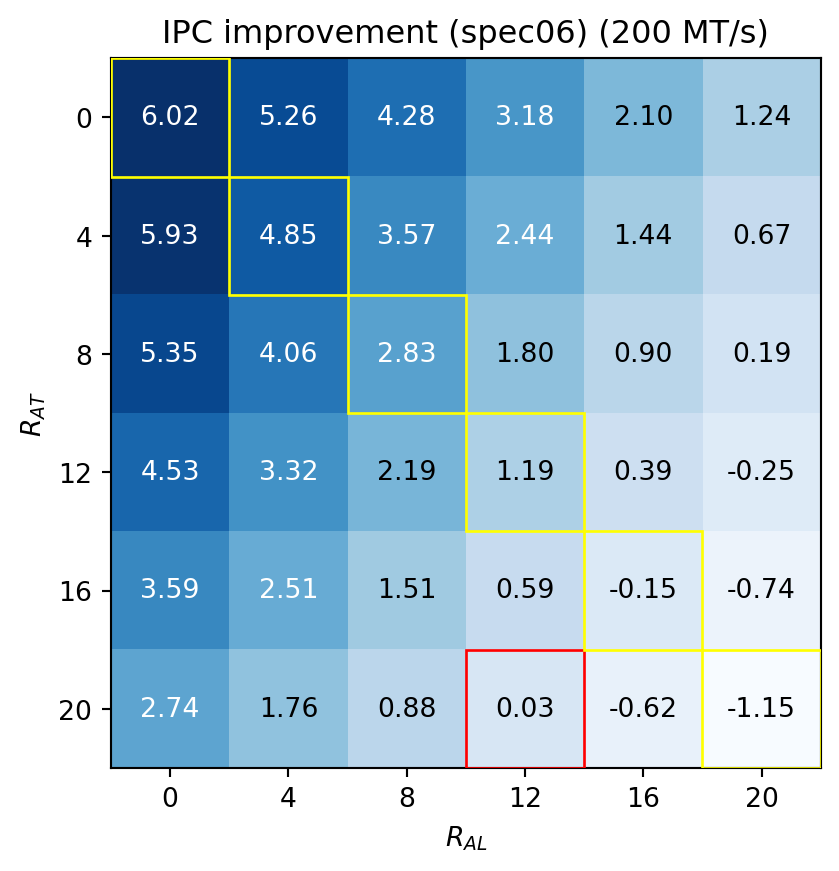 IPC improvement (spec06) (200 MT/s)
0 6.02 5.26 4.28 3.18 2.10 1.24
4 5.93 4.85 3.57 2.44 1.44 0.67
8 5.35 4.06 2.83 1.80 0.90 0.19
12 4.53 3.32 2.19 1.19 0.39 -0.25
16 3.59 2.51 1.51 0.59 -0.15 -0.74
20 2.74 1.76 0.88 0.03 -0.62 -1.15
0 4 8 12 16 20
R_{AT}
R_{AL}